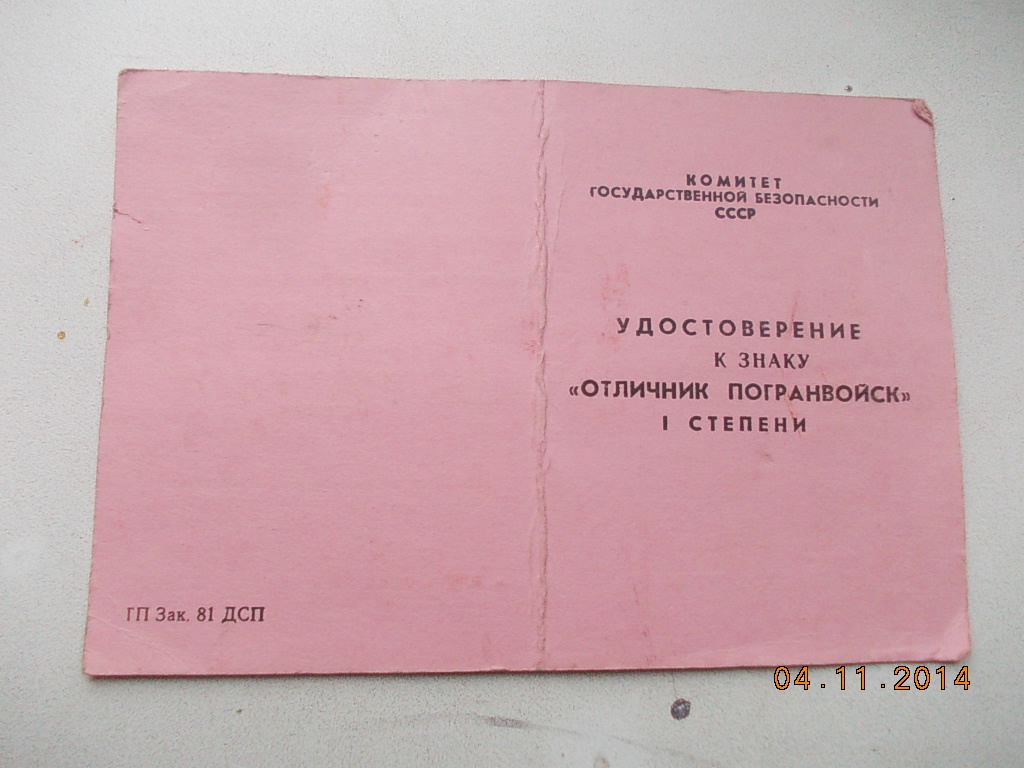 КОМИТЕТ
ГОСУДАРСТВЕННОЙ БЕЗОПАСНОСТИ
СССР
УДОСТОВЕРЕНИЕ
К ЗНАКУ
«ОТЛИЧНИК ПОГРАНВОЙСК»
I СТЕПЕНИ
ГП Зак. 81 ДСП
04.11.2014